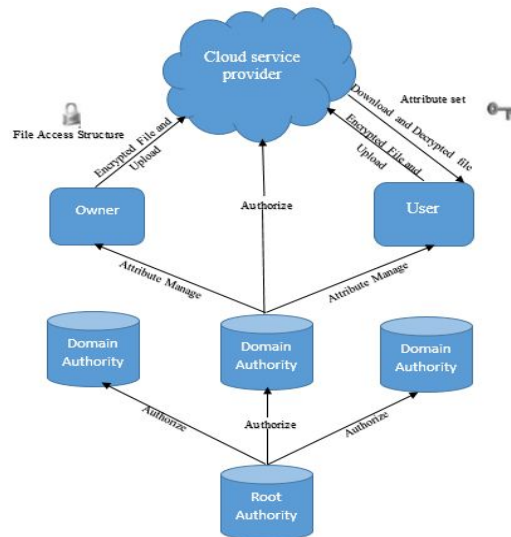 Cloud service
provider
Attribute set
File Access Structure
Encrypted File and
Upload
Download and Decrypted file
Encrypted File and
Upload
Owner
Authorize
User
Attribute Manage
Attribute Manage
Domain
Authority
Domain
Authority
Domain
Authority
Authorize
Authorize
Authorize
Root
Authority